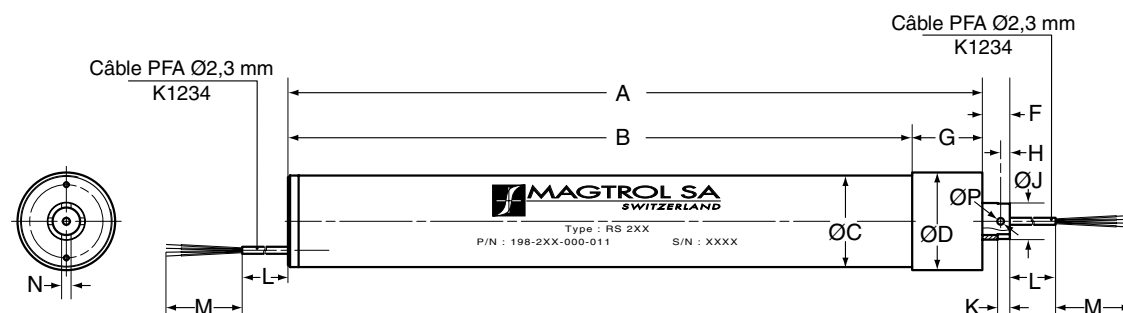 Câble PFA Ø2,3 mm
K1234
Câble PFA Ø2,3 mm
K1234
A
F
B
G
H
ØJ
MAGTROL SA
SWITZERLAND
Type : RS 2XX
P/N : 198-2XX-000-011 S/N : XXXX
ØC
ØD
ØP
N
L
M
K
L
M